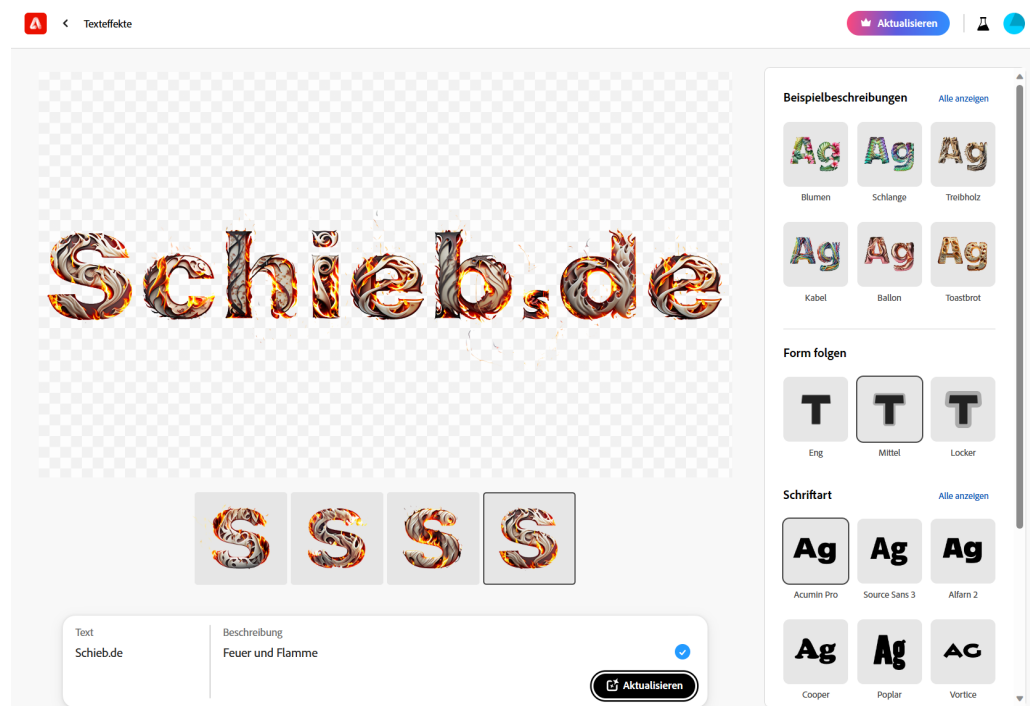 Texteffekte
Aktualisieren
Schieb.de
S S S S
Text
Schieb.de
Beschreibung
Feuer und Flamme
Aktualisieren
Beispielbeschreibungen Alle anzeigen
Ag Ag Ag
Blumen Schlange Treibholz
Ag Ag Ag
Kabel Ballon Toastbrot
Form folgen
T T T
Eng Mittel Locker
Schriftart Alle anzeigen
Ag Ag Ag
Acumin Pro Source Sans 3 Alfarn 2
Ag Ag AG
Cooper Poplar Vortice